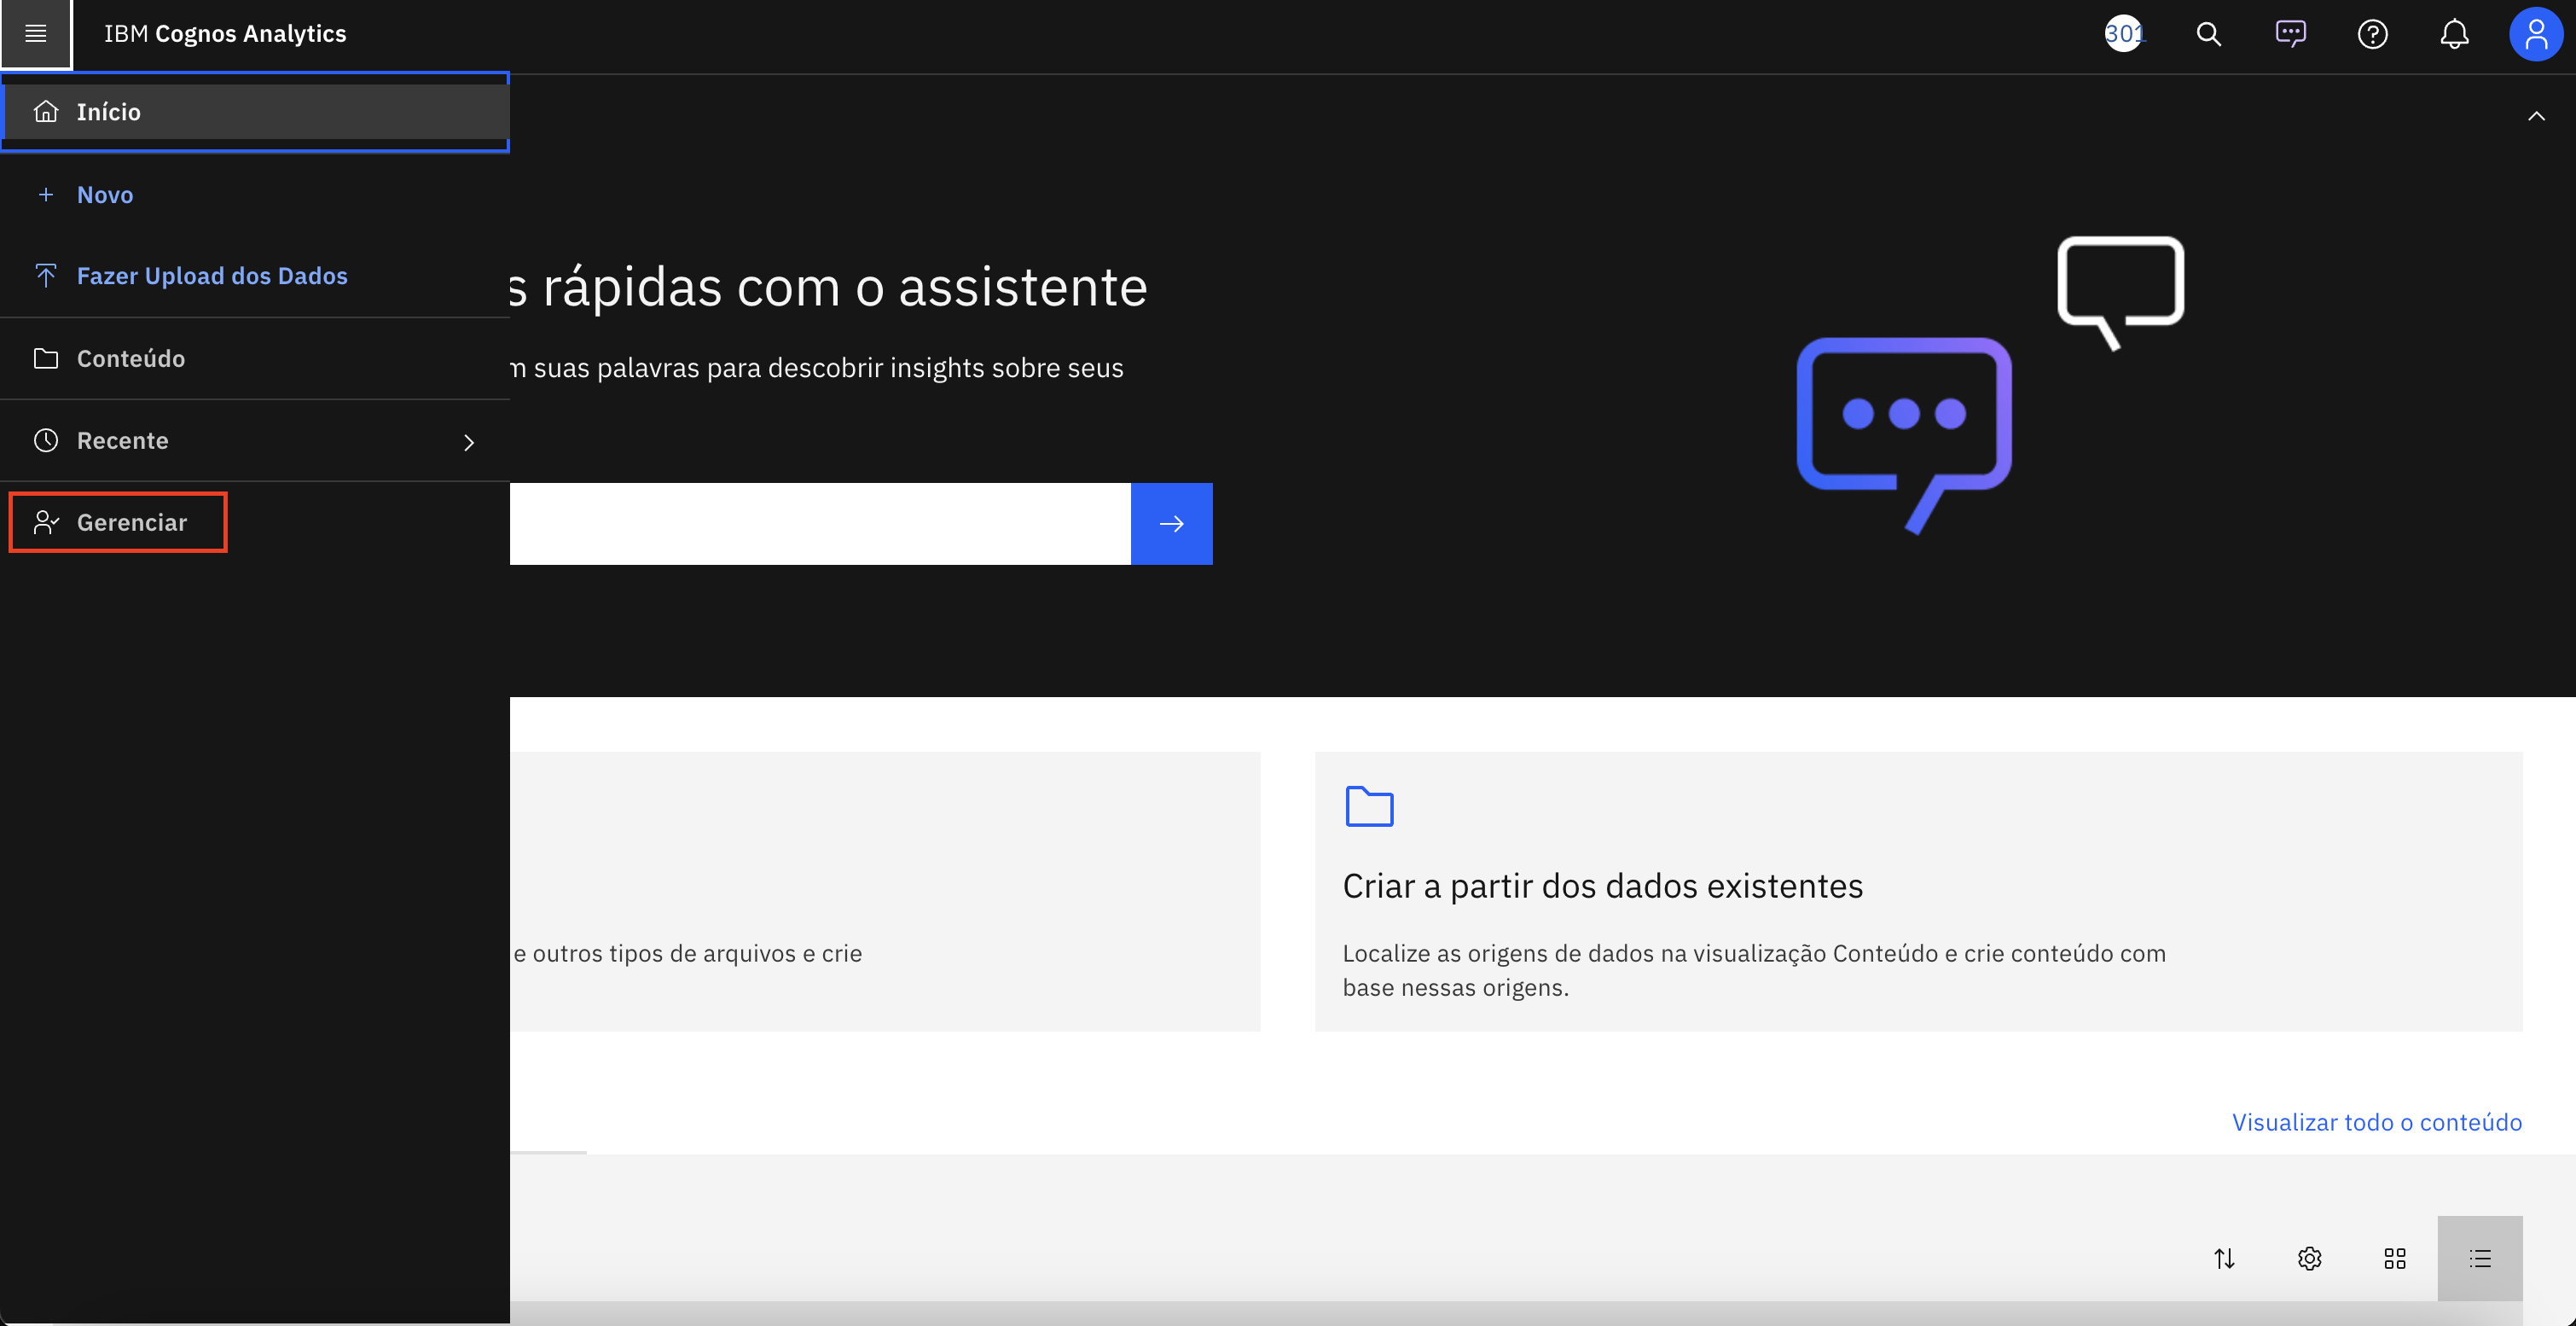 IBM Cognos Analytics
301
Início
Novo
Fazer Upload dos Dados
Conteúdo
Recente
Gerenciar
s rápidas com o assistente
m suas palavras para descobrir insights sobre seus
e outros tipos de arquivos e crie
Criar a partir dos dados existentes
Localize as origens de dados na visualização Conteúdo e crie conteúdo com
base nessas origens.
Visualizar todo o conteúdo